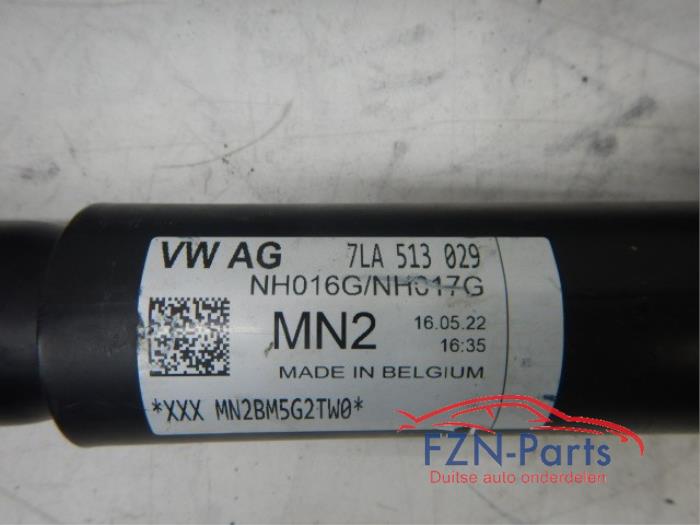 VW AG 7LA 513 029
NH016G/NH017G
MN2 16.05.22
16:35
MADE IN BELGIUM
*XXX MN2BM5G2TW0*
FZN-Parts
Duitse auto onderdelen